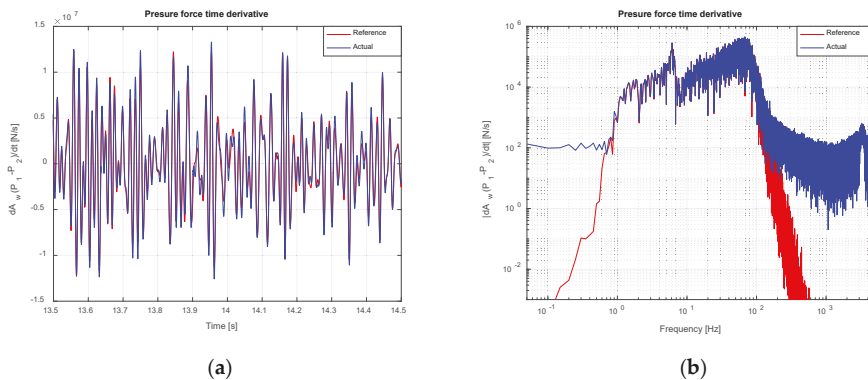 Presure force time derivative
×10^7
Reference
Actual
1.5
1
0.5
0
-0.5
-1
-1.5
dA_w (P_1 -P_2)/dt [N/s]
13.5 13.6 13.7 13.8 13.9 14 14.1 14.2 14.3 14.4 14.5
Time [s]
(a)
Presure force time derivative
Reference
Actual
10^6
10^4
10^2
10^0
10^-2
|dA_w (P_1 -P_2)/dt| [N/s]
10^-1 10^0 10^1 10^2 10^3
Frequency [Hz]
(b)